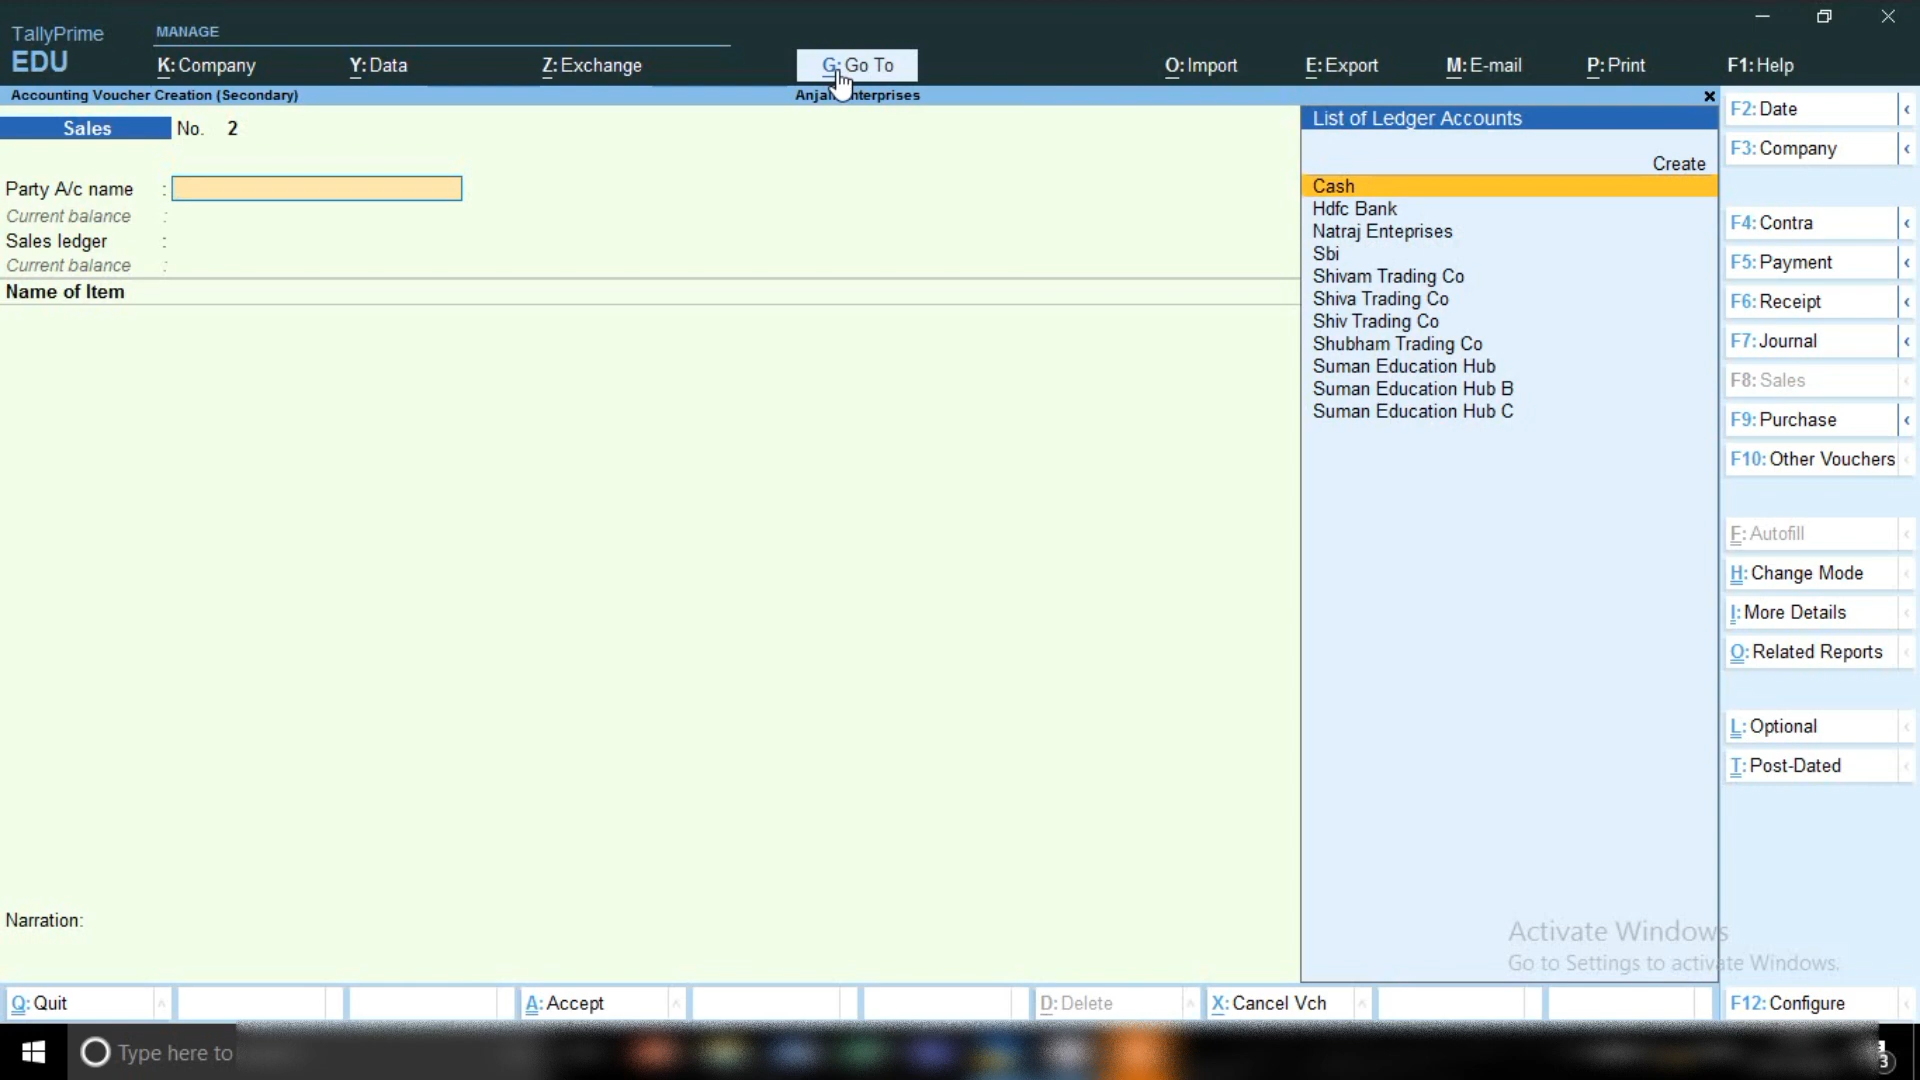 TallyPrime
EDU
MANAGE
K: Company
Y: Data
Z: Exchange
G: Go To
O: Import
E: Export
M: E-mail
P: Print
F1: Help
Accounting Voucher Creation (Secondary)
Sales No. 2
Party A/c name :
Current balance :
Sales ledger :
Current balance :
Name of Item
Narration:
List of Ledger Accounts
Create
Cash
Hdfc Bank
Natraj Enteprises
Sbi
Shivam Trading Co
Shiva Trading Co
Shiv Trading Co
Shubham Trading Co
Suman Education Hub
Suman Education Hub B
Suman Education Hub C
F2: Date
F3: Company
F4: Contra
F5: Payment
F6: Receipt
F7: Journal
F8: Sales
F9: Purchase
F10: Other Vouchers
F: Autofill
H: Change Mode
I: More Details
O: Related Reports
L: Optional
T: Post-Dated
Activate Windows
Go to Settings to activate Windows.
Q: Quit
A: Accept
D: Delete
X: Cancel Vch
F12: Configure
Type here to
3